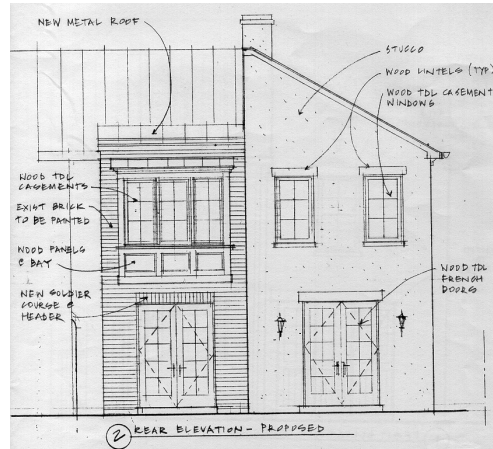 NEW METAL ROOF
STUCCO
WOOD LINTELS (TYP.)
WOOD TDL CASEMENT
WINDOWS
WOOD TDL
CASEMENTS
EXIST BRICK
TO BE PAINTED
WOOD PANELS
@ BAY
NEW SOLDIER
COURSE @
HEADER
WOOD TDL
FRENCH
DOORS
2 REAR ELEVATION - PROPOSED